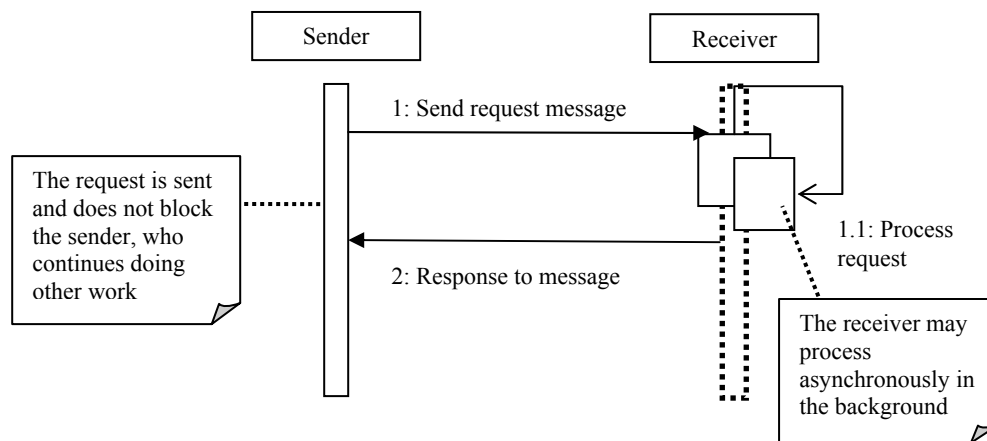 Sender
Receiver
1: Send request message
The request is sent
and does not block
the sender, who
continues doing
other work
1.1: Process
request
2: Response to message
The receiver may
process
asynchronously in
the background